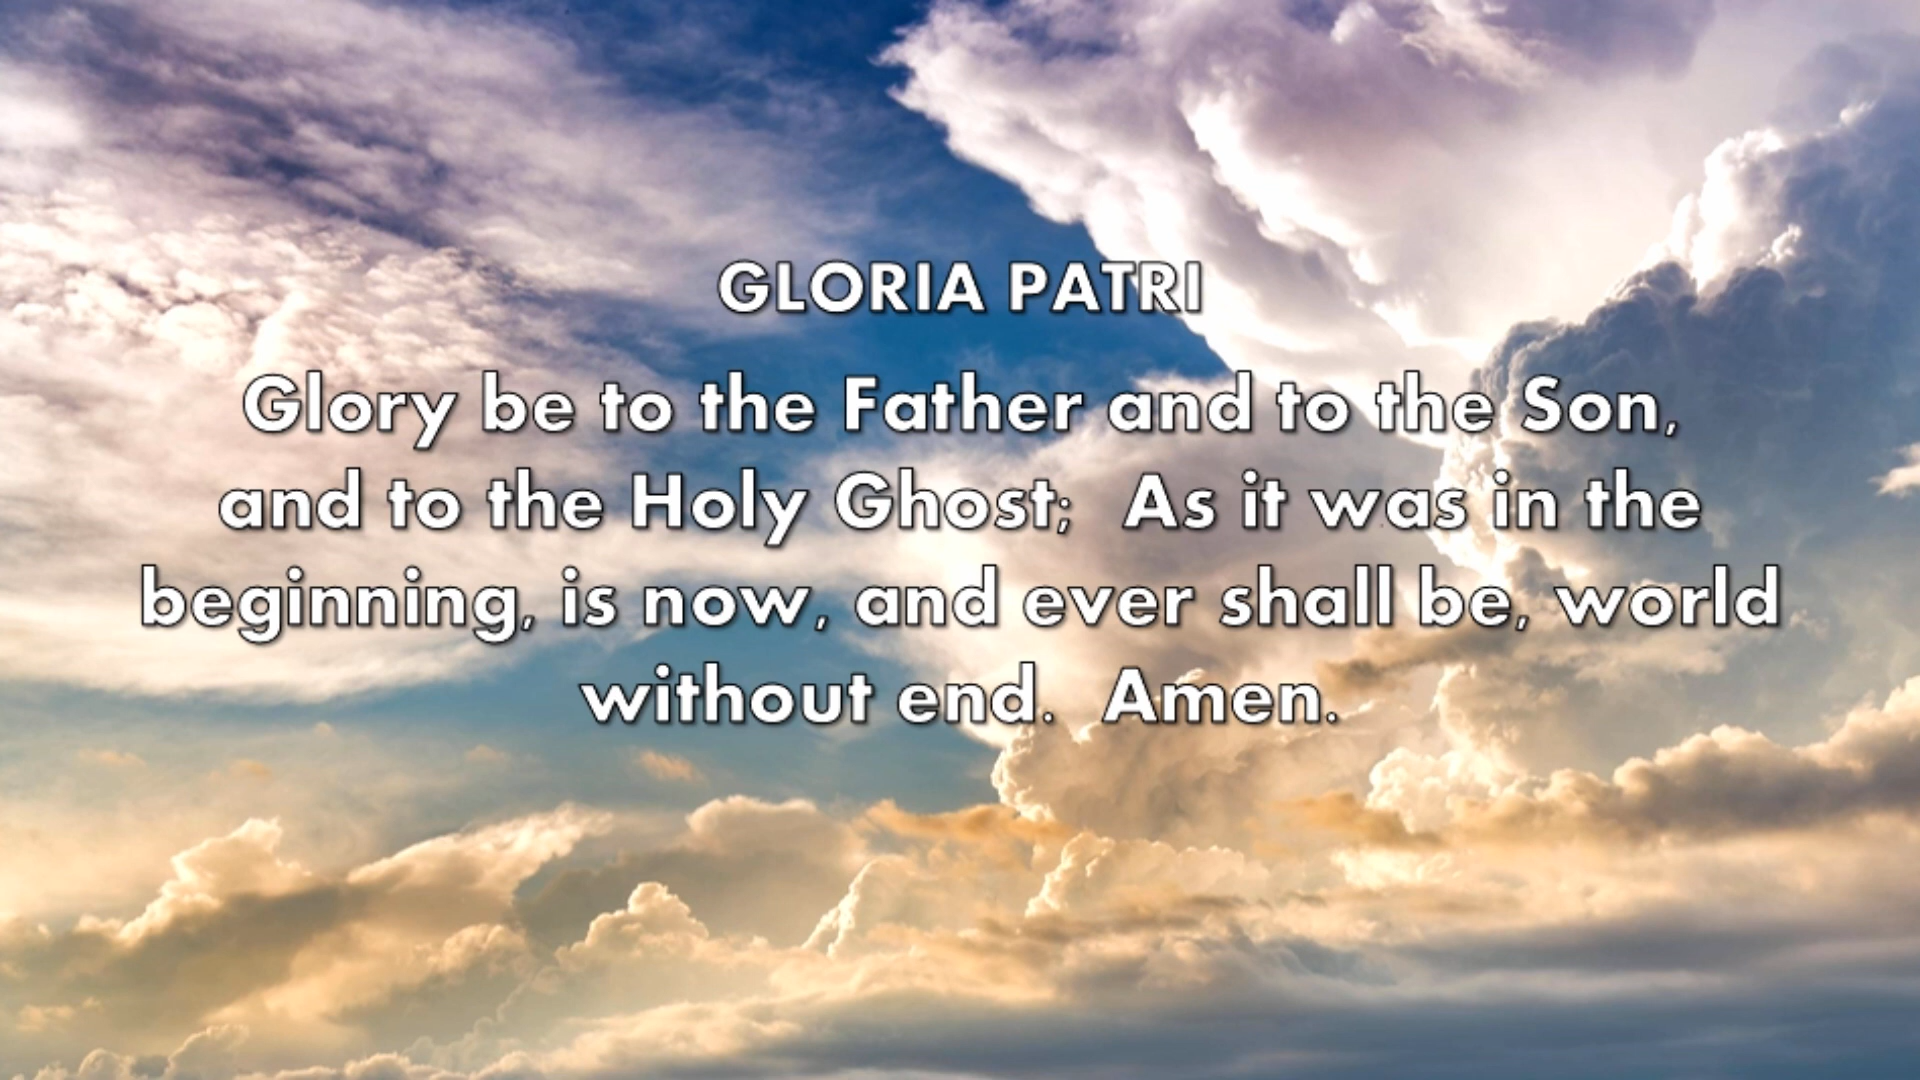 GLORIA PATRI
Glory be to the Father and to the Son,
and to the Holy Ghost;  As it was in the
beginning, is now, and ever shall be, world
without end.  Amen.